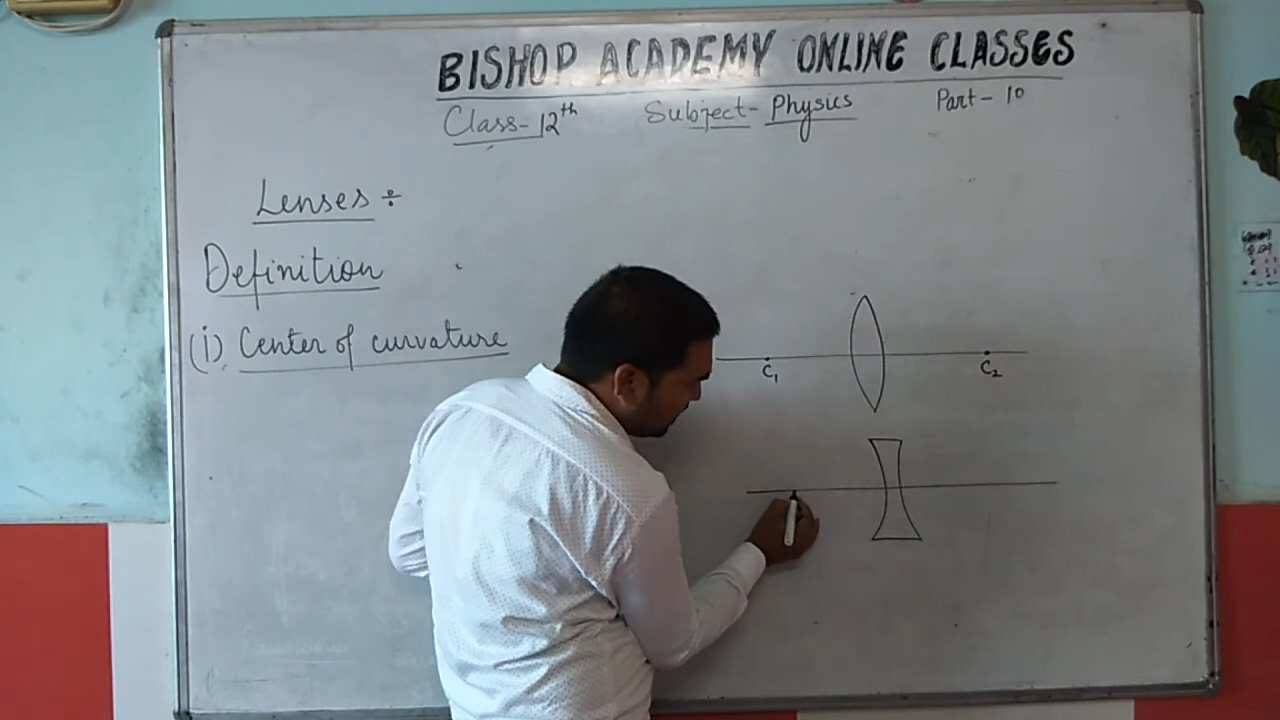 BISHOP ACADEMY ONLINE CLASSES
Class-12th Subject- Physics Part-10
Lenses ÷
Definition
(i) Center of curvature
C1 C2